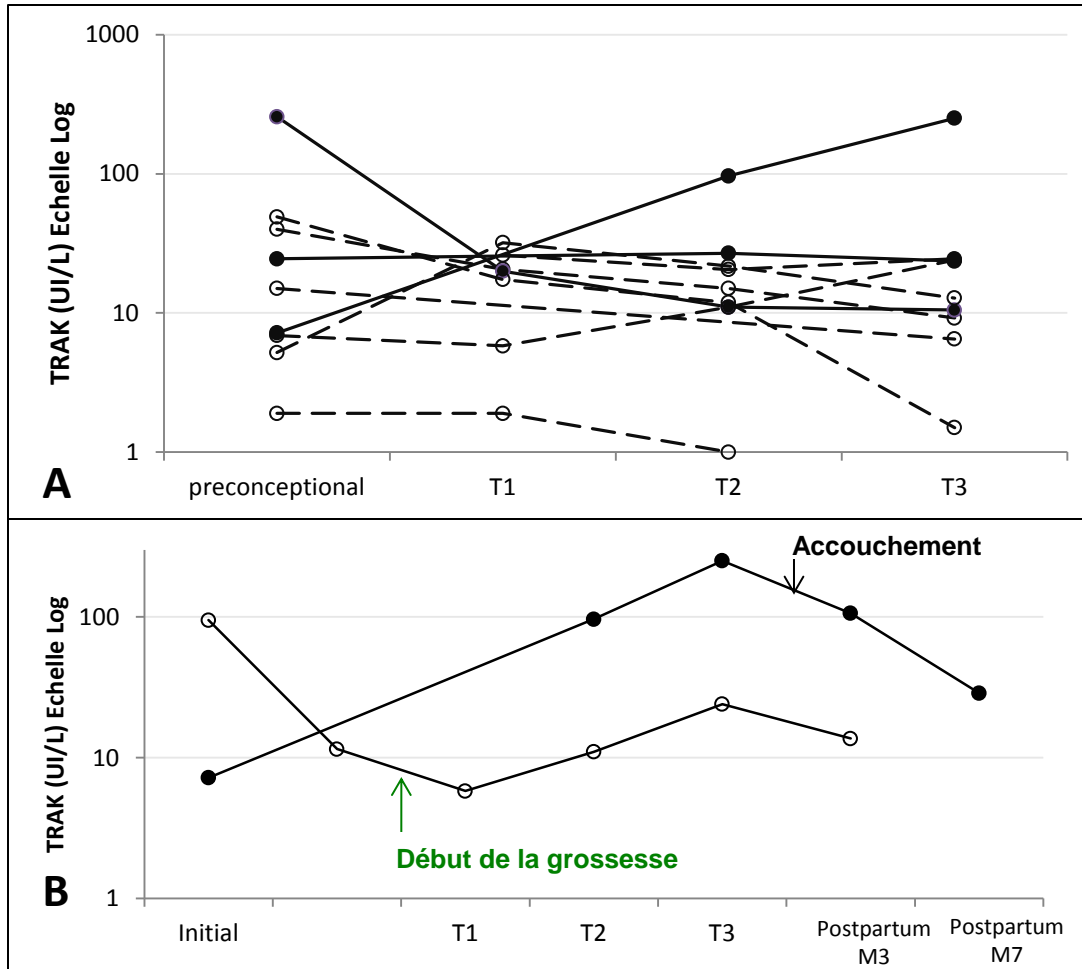 TRAK (UI/L) Echelle Log
1000
100
10
1
A
preconceptional
T1
T2
T3
TRAK (UI/L) Echelle Log
100
10
1
Accouchement
Début de la grossesse
B
Initial
T1
T2
T3
Postpartum
M3
Postpartum
M7